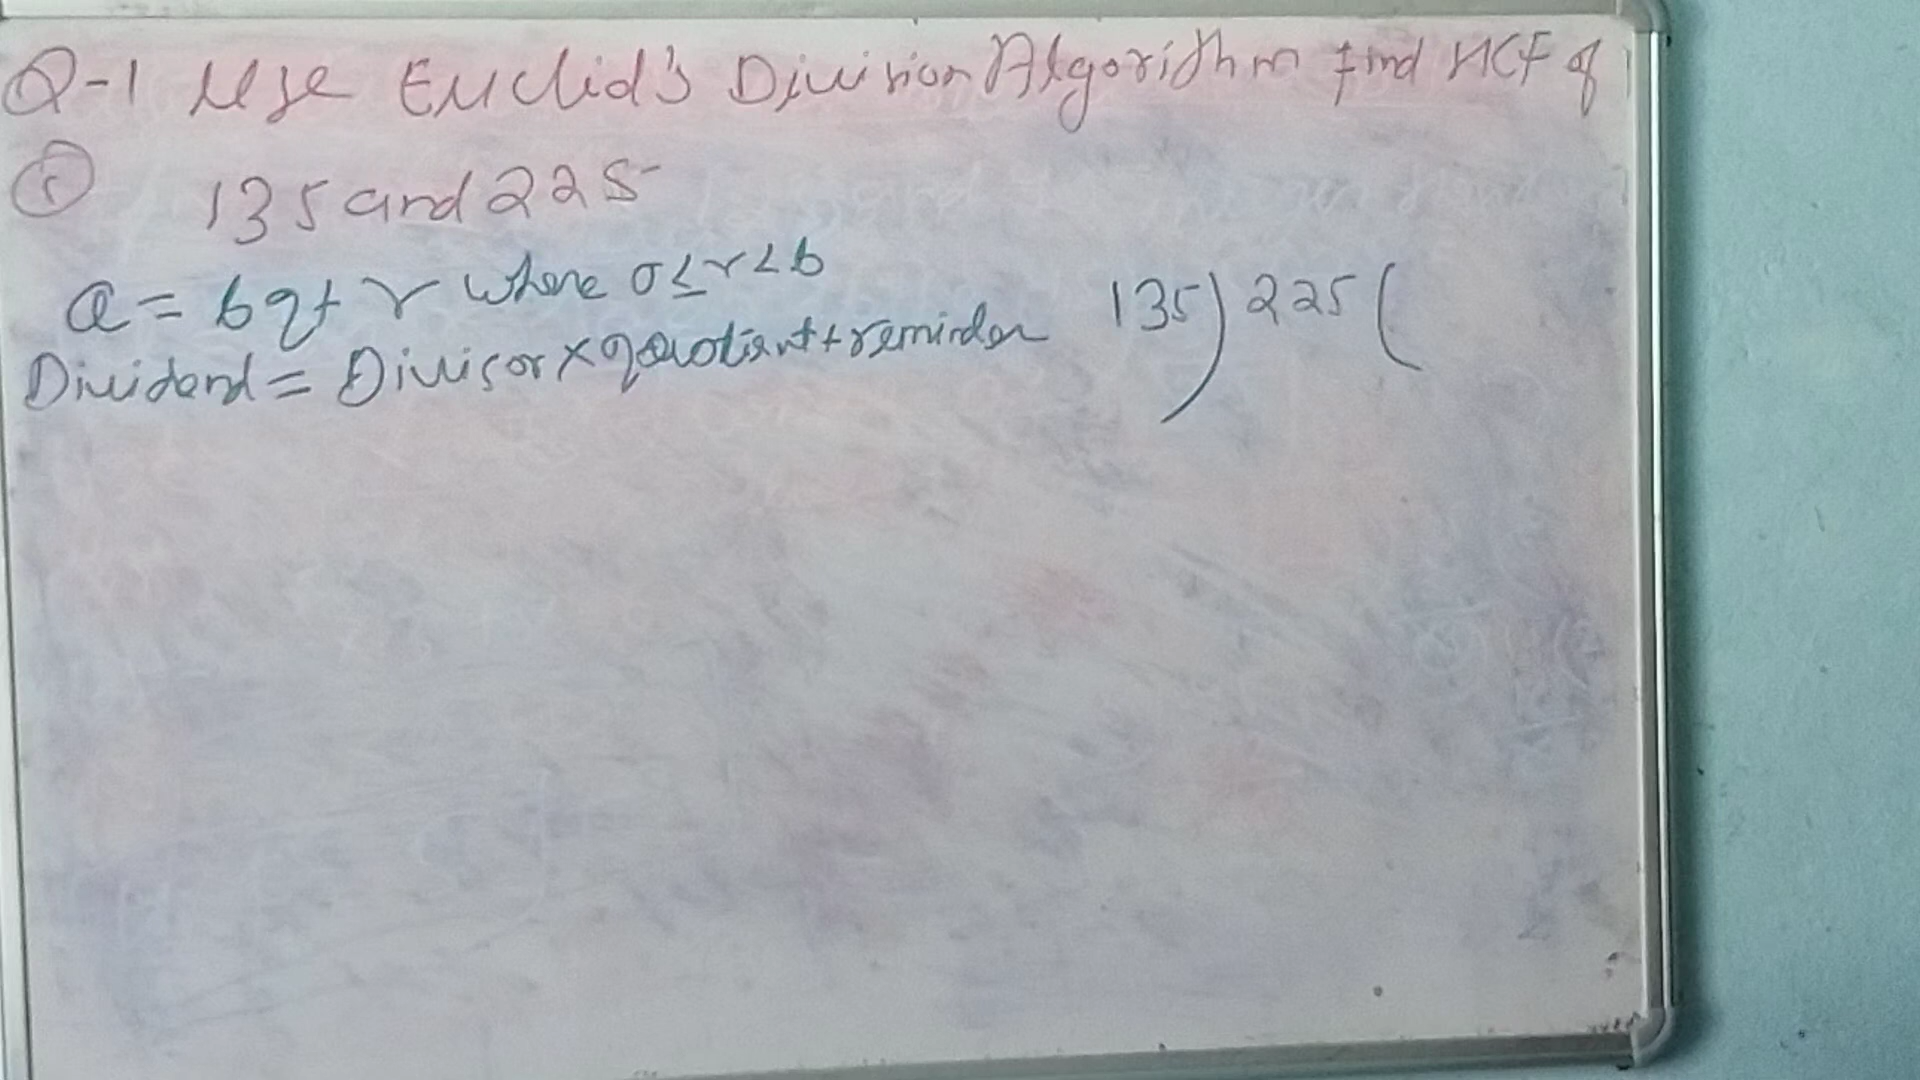 Q-1 Use Euclid's Division Algorithm find HCF of
① 135 and 225
a = bq + r where 0 ≤ r < b
Dividend = Divisor × quotient + reminder
135 ) 225 (